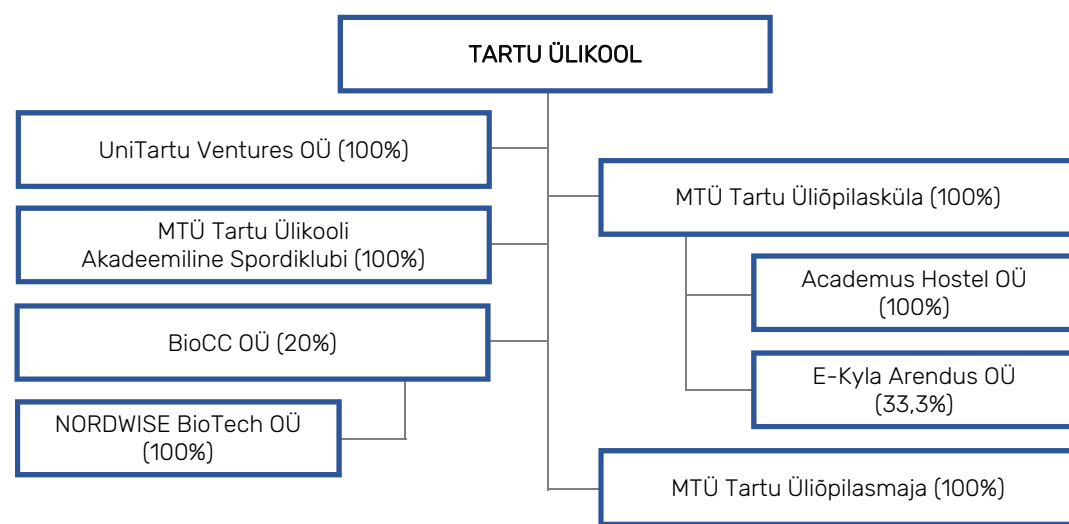 TARTU ÜLIKOOL
UniTartu Ventures OÜ (100%)
MTÜ Tartu Ülikooli
Akadeemiline Spordiklubi (100%)
BioCC OÜ (20%)
NORDWISE BioTech OÜ
(100%)
MTÜ Tartu Üliõpilasküla (100%)
Academus Hostel OÜ
(100%)
E-Kyla Arendus OÜ
(33,3%)
MTÜ Tartu Üliõpilasmaja (100%)